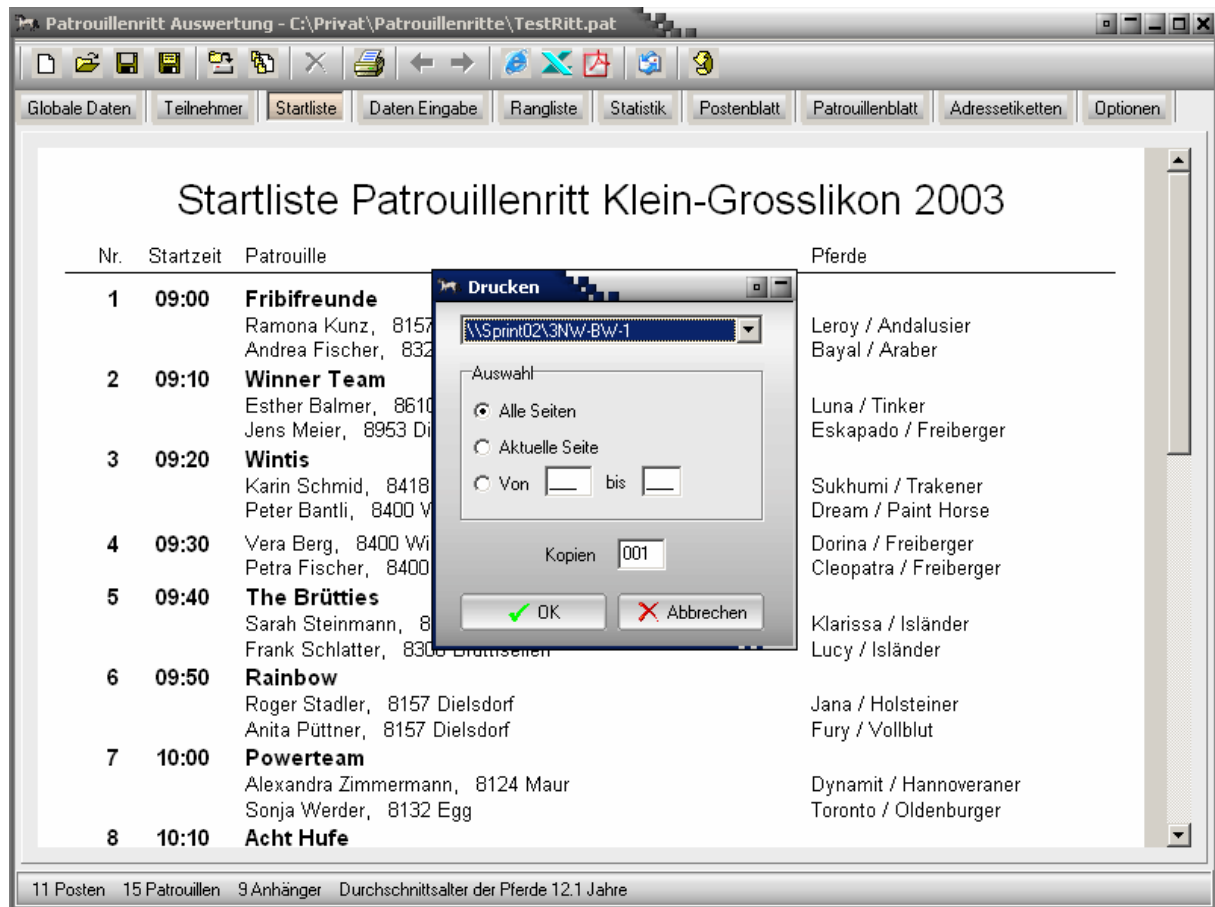 Patrouillenritt Auswertung - C:\Privat\Patrouillenritte\TestRitt.pat
Globale Daten Teilnehmer Startliste Daten Eingabe Rangliste Statistik Postenblatt Patrouillenblatt Adressetiketten Optionen
Startliste Patrouillenritt Klein-Grosslikon 2003
Nr. Startzeit Patrouille Pferde
1 09:00 Fribifreunde
Ramona Kunz, 8157 Leroy / Andalusier
Andrea Fischer, 832 Bayal / Araber
2 09:10 Winner Team
Esther Balmer, 8610 Luna / Tinker
Jens Meier, 8953 Di Eskapado / Freiberger
3 09:20 Wintis
Karin Schmid, 8418 Sukhumi / Trakener
Peter Bantli, 8400 W Dream / Paint Horse
4 09:30 Vera Berg, 8400 Wi Dorina / Freiberger
Petra Fischer, 8400 Cleopatra / Freiberger
5 09:40 The Brütties
Sarah Steinmann, 8 Klarissa / Isländer
Frank Schlatter, 8306 Brüttisellen Lucy / Isländer
6 09:50 Rainbow
Roger Stadler, 8157 Dielsdorf Jana / Holsteiner
Anita Püttner, 8157 Dielsdorf Fury / Vollblut
7 10:00 Powerteam
Alexandra Zimmermann, 8124 Maur Dynamit / Hannoveraner
Sonja Werder, 8132 Egg Toronto / Oldenburger
8 10:10 Acht Hufe
Drucken
\\Sprint02\3NW-BW-1
Auswahl
Alle Seiten
Aktuelle Seite
Von ___ bis ___
Kopien 001
OK Abbrechen
11 Posten 15 Patrouillen 9 Anhänger Durchschnittsalter der Pferde 12.1 Jahre